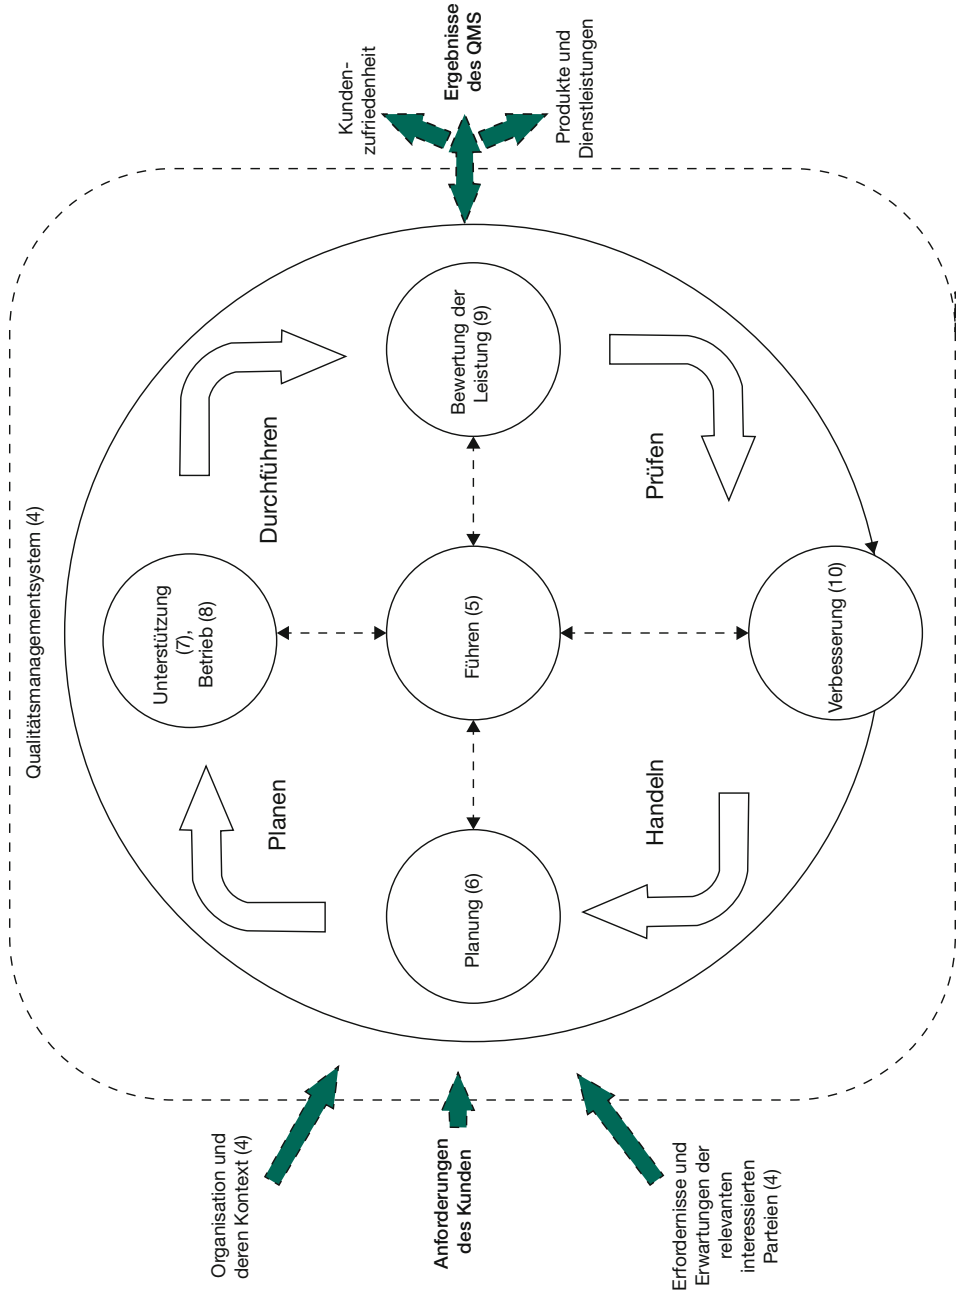 Qualitätsmanagementsystem (4)
Organisation und
deren Kontext (4)
Anforderungen
des Kunden
Erfordernisse und
Erwartungen der
relevanten
interessierten
Parteien (4)
Planen
Unterstützung
(7),
Betrieb (8)
Durchführen
Planung (6)
Führen (5)
Bewertung der
Leistung (9)
Handeln
Verbesserung (10)
Prüfen
Kunden-
zufriedenheit
Ergebnisse
des QMS
Produkte und
Dienstleistungen